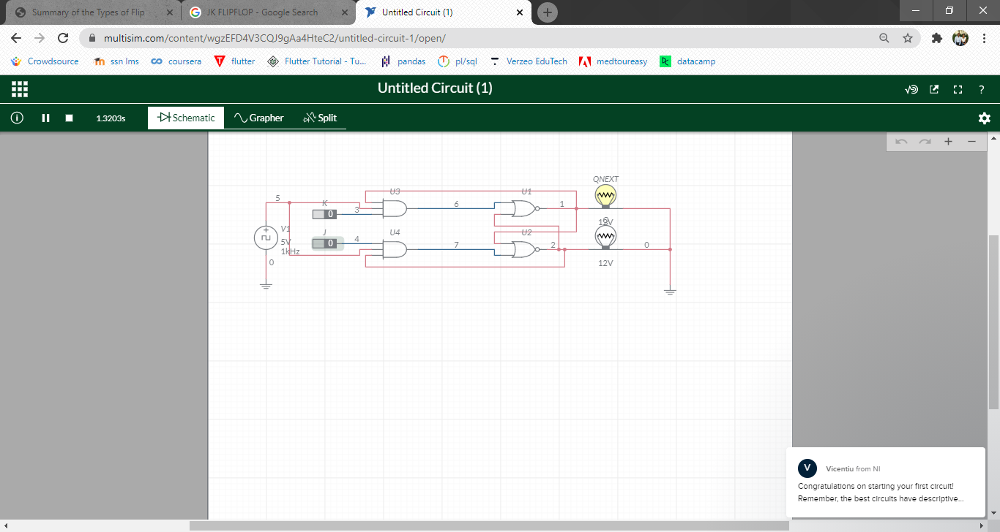 Summary of the Types of Flip
JK FLIPFLOP - Google Search
Untitled Circuit (1)
multisim.com/content/wgzEFD4V3CQJ9gAa4HteC2/untitled-circuit-1/open/
Crowdsource
ssn lms
coursera
flutter
Flutter Tutorial - Tu...
pandas
pl/sql
Verzeo EduTech
medtoureasy
datacamp
Untitled Circuit (1)
?
1.3203s
Schematic
Grapher
Split
QNEXT
U3
U1
5
K
0
3
6
1
12V
Q
V1
5V
1kHz
J
0
4
U4
7
U2
2
0
0
12V
V
Vicentiu from NI
Congratulations on starting your first circuit!
Remember, the best circuits have descriptive...